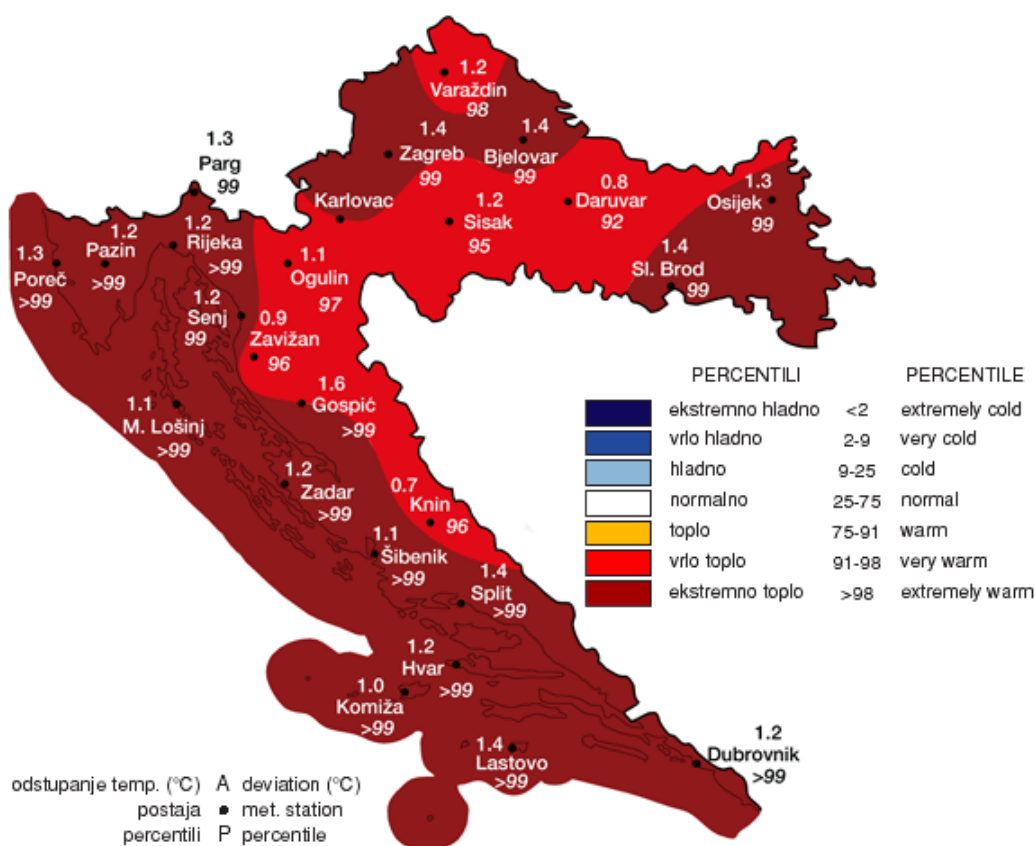 1.2
Varaždin
98
1.4
Zagreb
99
1.4
Bjelovar
99
1.3
Parg
99
Karlovac
1.2
Sisak
95
0.8
Daruvar
92
1.3
Osijek
99
1.4
Sl. Brod
99
1.3
Poreč
>99
1.2
Pazin
>99
1.2
Rijeka
>99
1.1
Ogulin
97
1.2
Senj
99
0.9
Zavižan
96
1.6
Gospić
>99
1.1
M. Lošinj
>99
1.2
Zadar
>99
0.7
Knin
96
1.1
Šibenik
>99
1.4
Split
>99
1.2
Hvar
>99
1.0
Komiža
>99
1.4
Lastovo
>99
1.2
Dubrovnik
>99
PERCENTILI PERCENTILE
ekstremno hladno <2 extremely cold
vrlo hladno 2-9 very cold
hladno 9-25 cold
normalno 25-75 normal
toplo 75-91 warm
vrlo toplo 91-98 very warm
ekstremno toplo >98 extremely warm
odstupanje temp. (°C) A deviation (°C)
postaja met. station
percentili P percentile